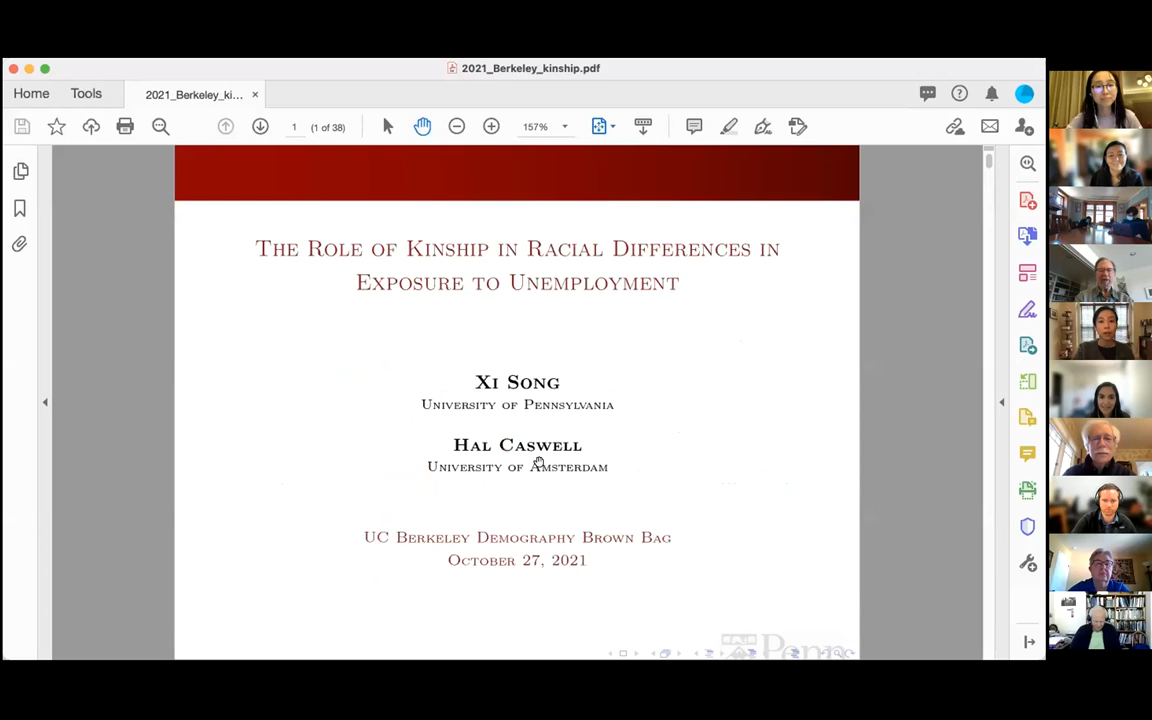 2021_Berkeley_kinship.pdf
Home
Tools
2021_Berkeley_ki...
1
(1 of 38)
157%
The Role of Kinship in Racial Differences in
Exposure to Unemployment
Xi Song
University of Pennsylvania
Hal Caswell
University of Amsterdam
UC Berkeley Demography Brown Bag
October 27, 2021
Penn